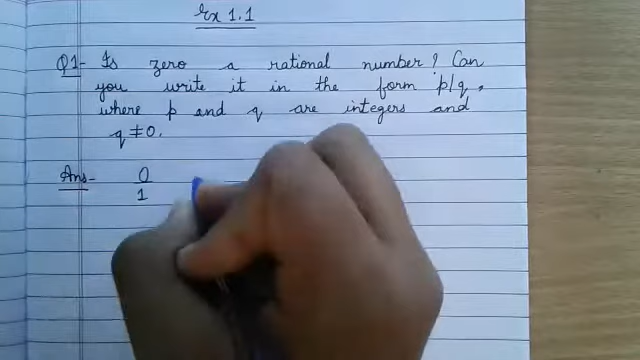 Ex 1.1
Q1- Is zero a rational number? Can
you write it in the form p/q,
where p and q are integers and
q ≠ 0.
Ans- 0
1